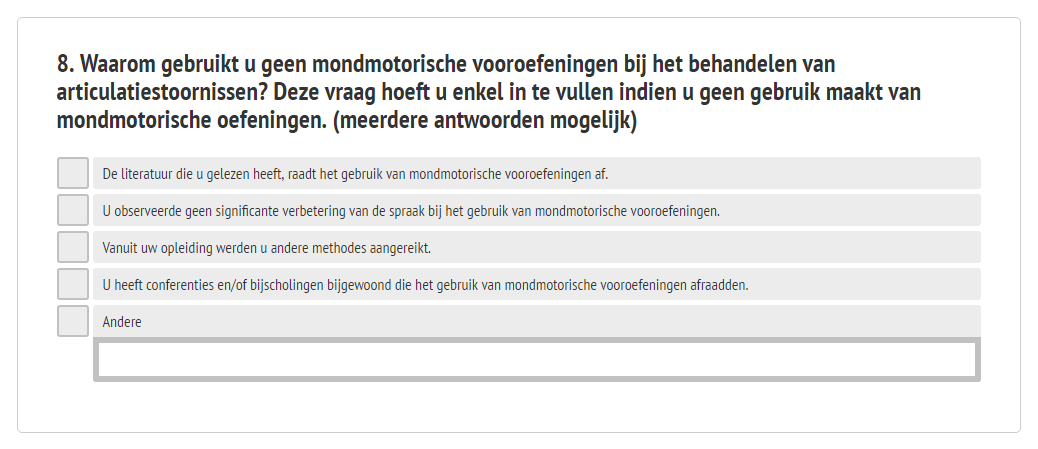 8. Waarom gebruikt u geen mondmotorische vooroefeningen bij het behandelen van
articulatiestoornissen? Deze vraag hoeft u enkel in te vullen indien u geen gebruik maakt van
mondmotorische oefeningen. (meerdere antwoorden mogelijk)
De literatuur die u gelezen heeft, raadt het gebruik van mondmotorische vooroefeningen af.
U observeerde geen significante verbetering van de spraak bij het gebruik van mondmotorische vooroefeningen.
Vanuit uw opleiding werden u andere methodes aangereikt.
U heeft conferenties en/of bijscholingen bijgewoond die het gebruik van mondmotorische vooroefeningen afraadden.
Andere